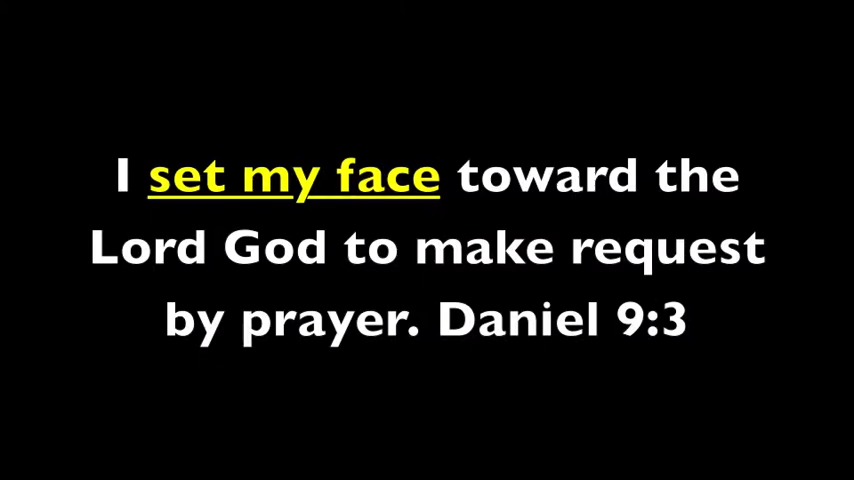 I set my face toward the
Lord God to make request
by prayer. Daniel 9:3